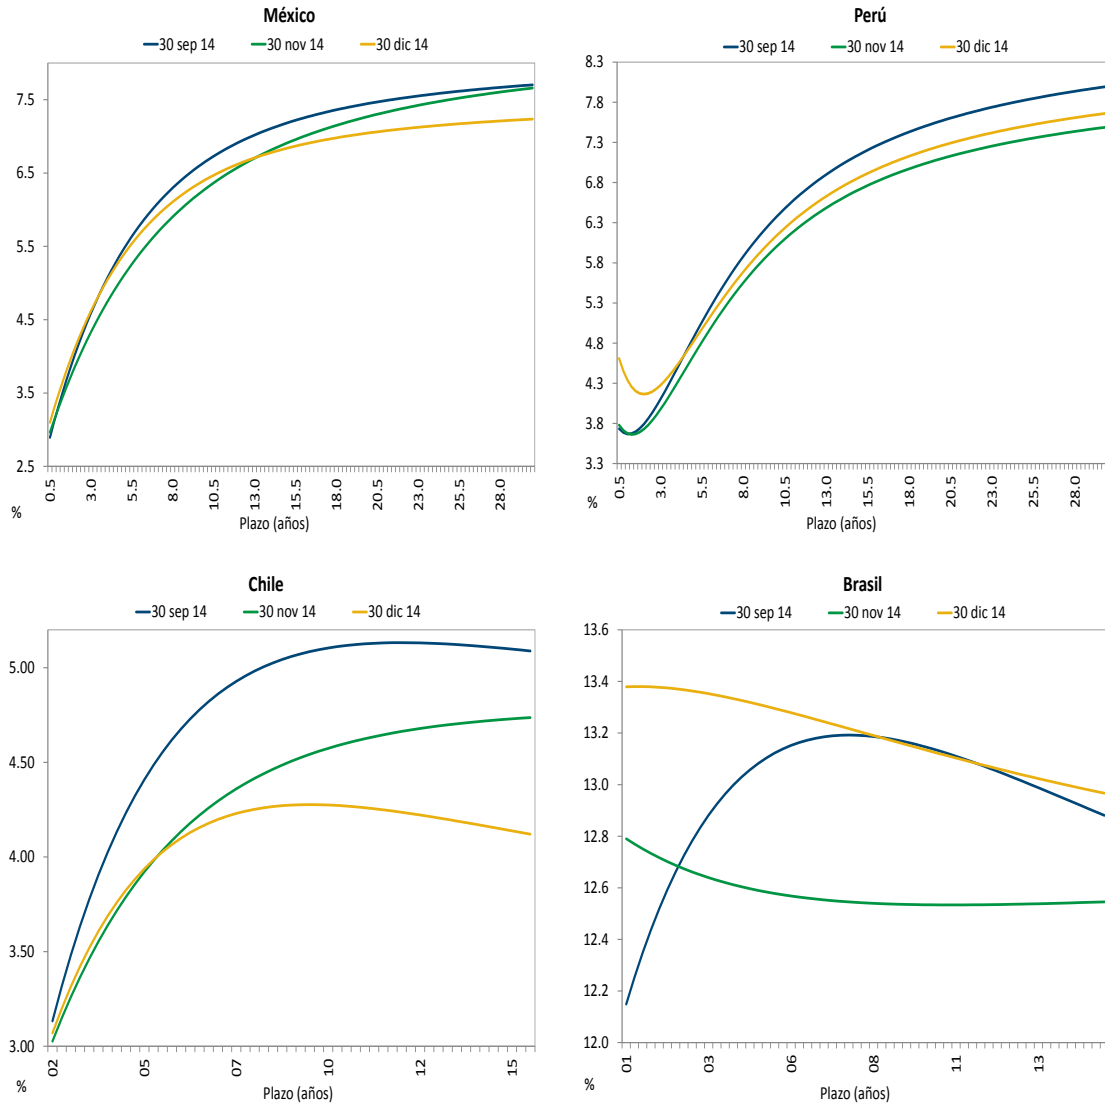 México
30 sep 14 30 nov 14 30 dic 14
7.5
6.5
5.5
4.5
3.5
2.5
%
0.5 3.0 5.5 8.0 10.5 13.0 15.5 18.0 20.5 23.0 25.5 28.0
Plazo (años)
Perú
30 sep 14 30 nov 14 30 dic 14
8.3
7.8
7.3
6.8
6.3
5.8
5.3
4.8
4.3
3.8
3.3
%
0.5 3.0 5.5 8.0 10.5 13.0 15.5 18.0 20.5 23.0 25.5 28.0
Plazo (años)
Chile
30 sep 14 30 nov 14 30 dic 14
5.00
4.50
4.00
3.50
3.00
%
02 05 07 10 12 15
Plazo (años)
Brasil
30 sep 14 30 nov 14 30 dic 14
13.6
13.4
13.2
13.0
12.8
12.6
12.4
12.2
12.0
%
01 03 06 08 11 13
Plazo (años)